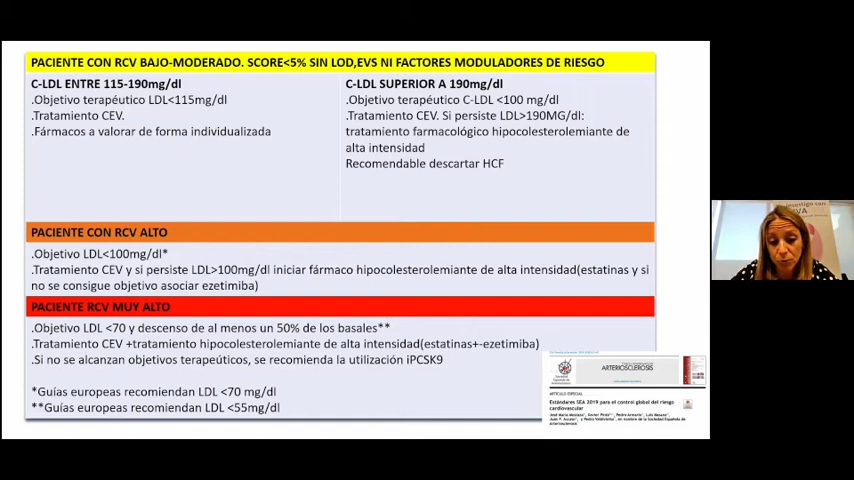 PACIENTE CON RCV BAJO-MODERADO. SCORE<5% SIN LOD,EVS NI FACTORES MODULADORES DE RIESGO
C-LDL ENTRE 115-190mg/dl
.Objetivo terapéutico LDL<115mg/dl
.Tratamiento CEV.
.Fármacos a valorar de forma individualizada
C-LDL SUPERIOR A 190mg/dl
.Objetivo terapéutico C-LDL <100 mg/dl
.Tratamiento CEV. Si persiste LDL>190MG/dl:
tratamiento farmacológico hipocolesterolemiante de
alta intensidad
Recomendable descartar HCF
PACIENTE CON RCV ALTO
.Objetivo LDL<100mg/dl*
.Tratamiento CEV y si persiste LDL>100mg/dl iniciar fármaco hipocolesterolemiante de alta intensidad(estatinas y si
no se consigue objetivo asociar ezetimiba)
PACIENTE RCV MUY ALTO
.Objetivo LDL <70 y descenso de al menos un 50% de los basales**
.Tratamiento CEV +tratamiento hipocolesterolemiante de alta intensidad(estatinas+-ezetimiba)
.Si no se alcanzan objetivos terapeúticos, se recomienda la utilización iPCSK9
*Guías europeas recomiendan LDL <70 mg/dl
**Guías europeas recomiendan LDL <55mg/dl
ARTERIOSCLEROSIS
ARTÍCULO ESPECIAL
Estándares SEA 2019 para el control global del riesgo
cardiovascular
investigo con